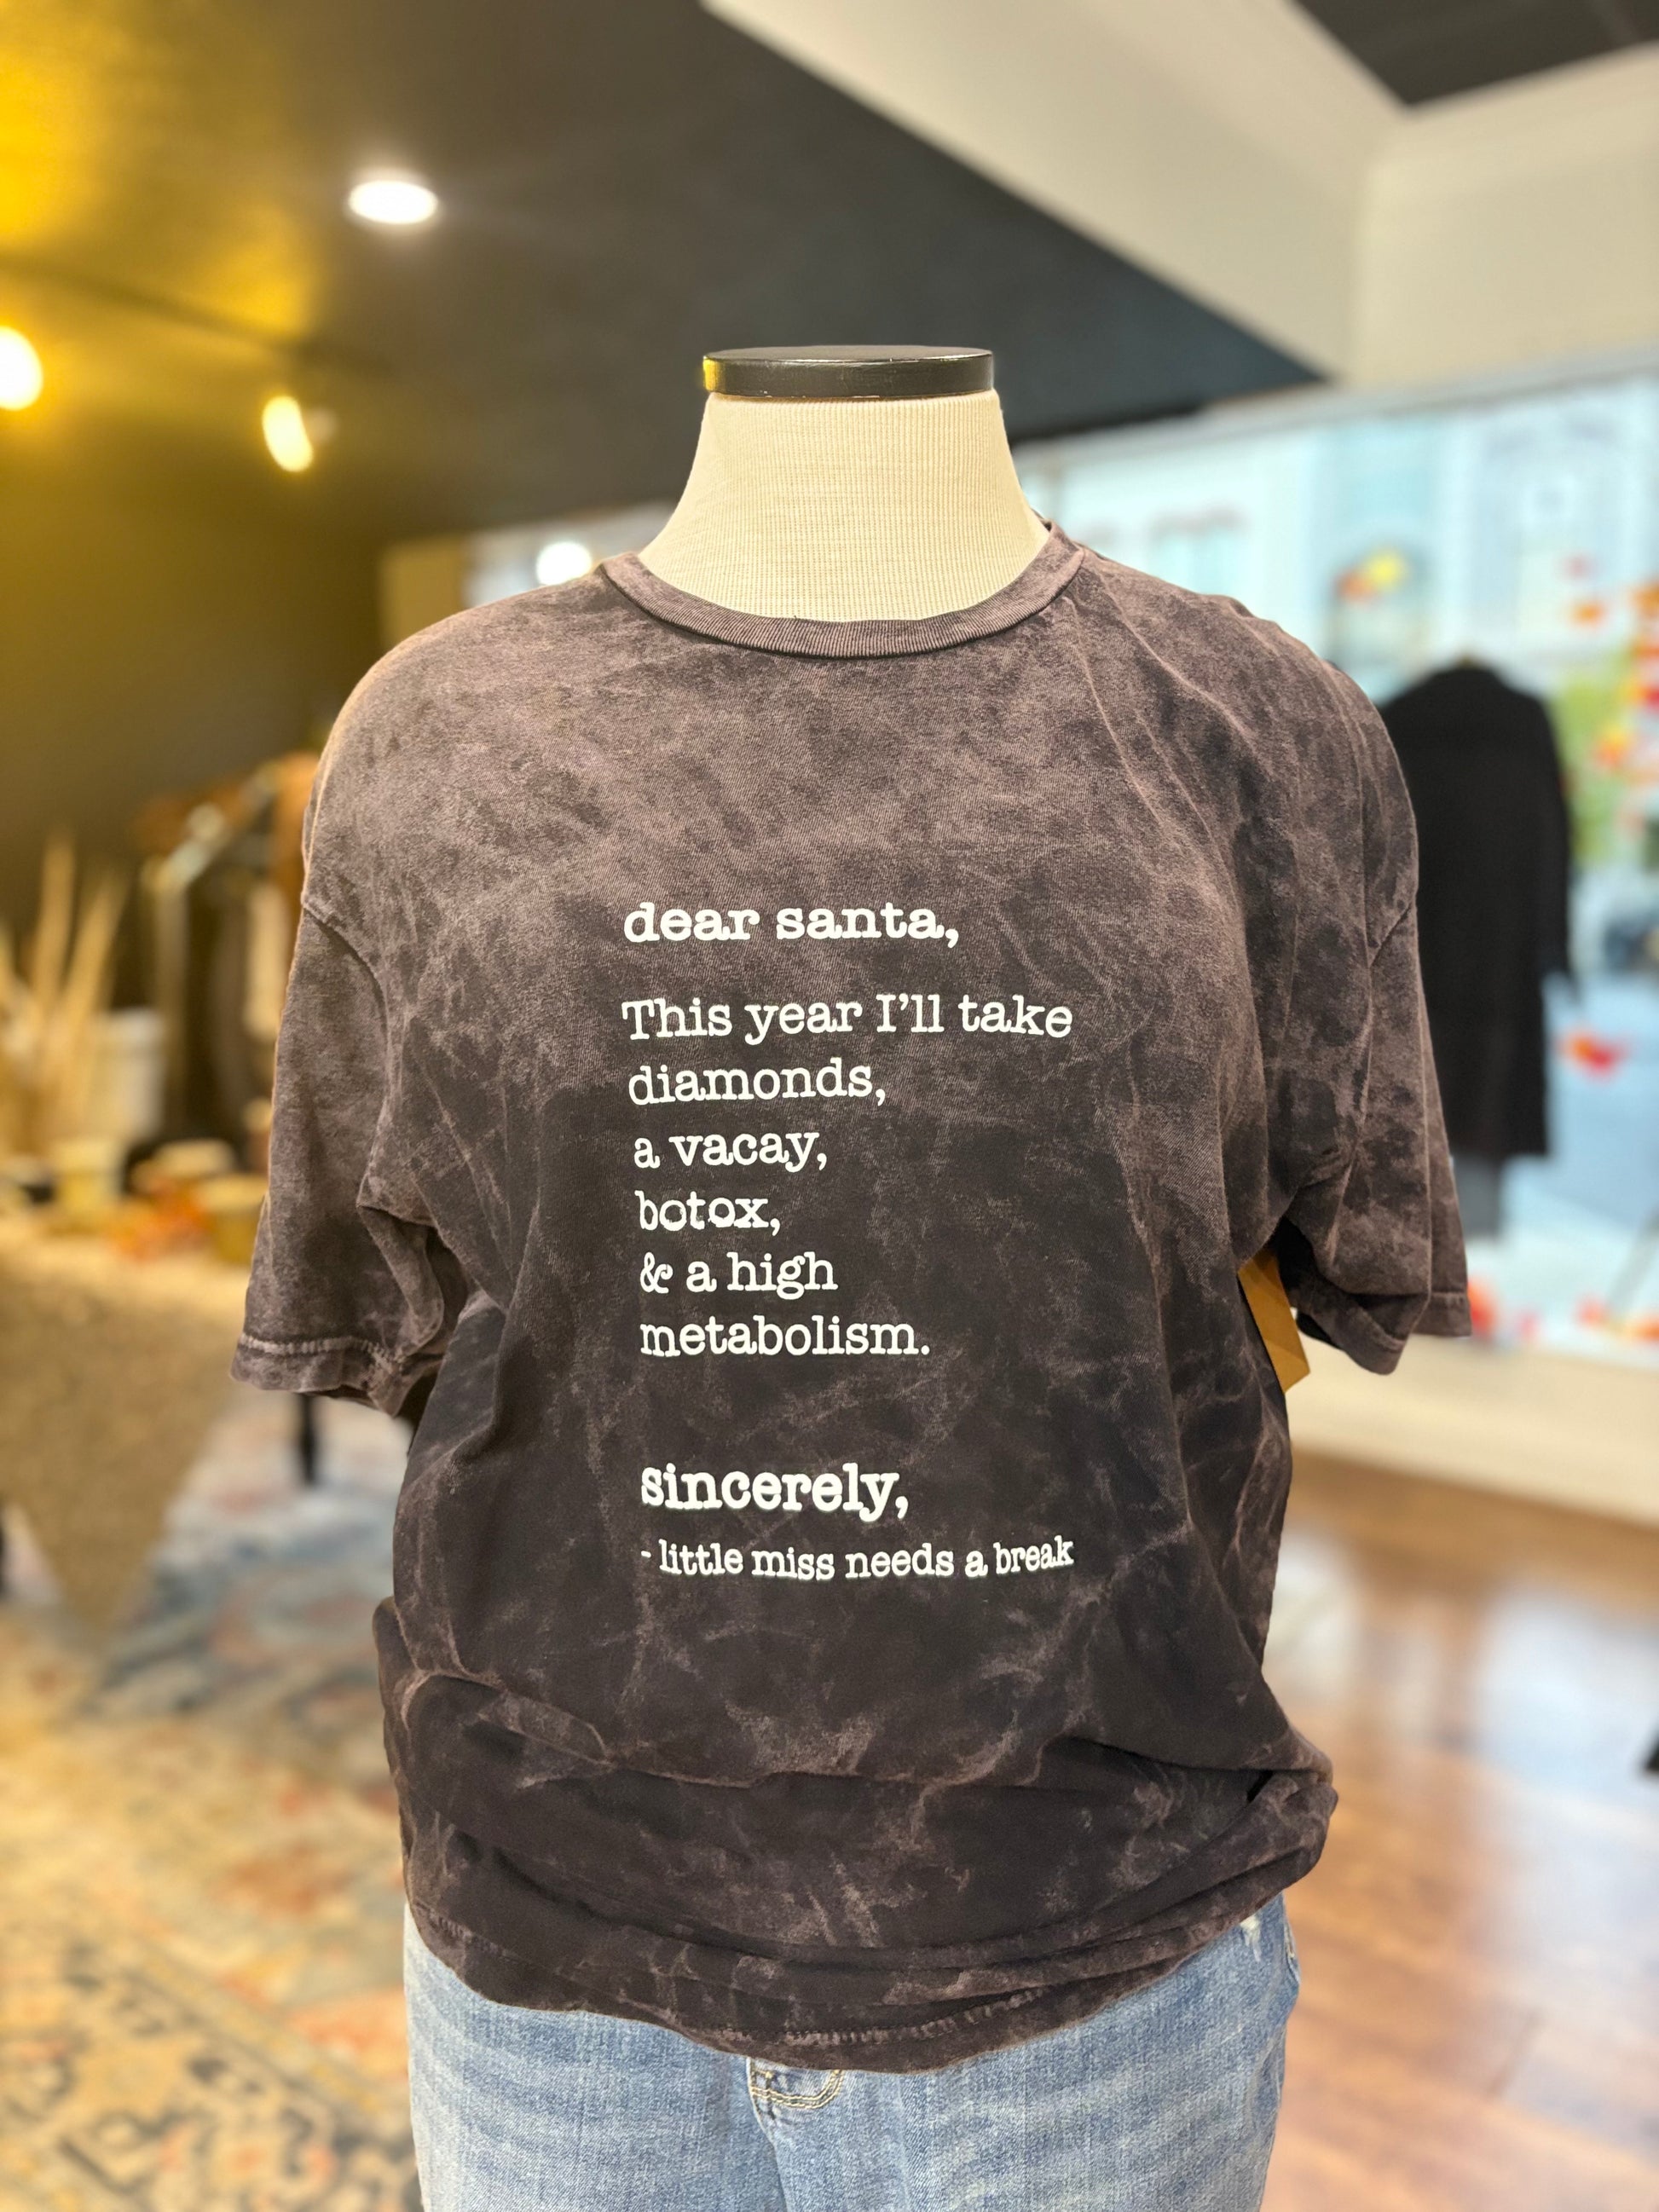 dear santa,
This year I'll take
diamonds,
a vacay,
botox,
& a high
metabolism.
sincerely,
- little miss needs a break